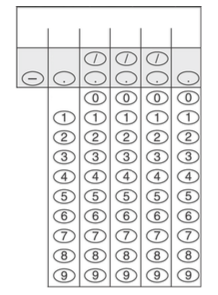 / / /
− . . . . .
0 0 0 0
1 1 1 1 1
2 2 2 2 2
3 3 3 3 3
4 4 4 4 4
5 5 5 5 5
6 6 6 6 6
7 7 7 7 7
8 8 8 8 8
9 9 9 9 9